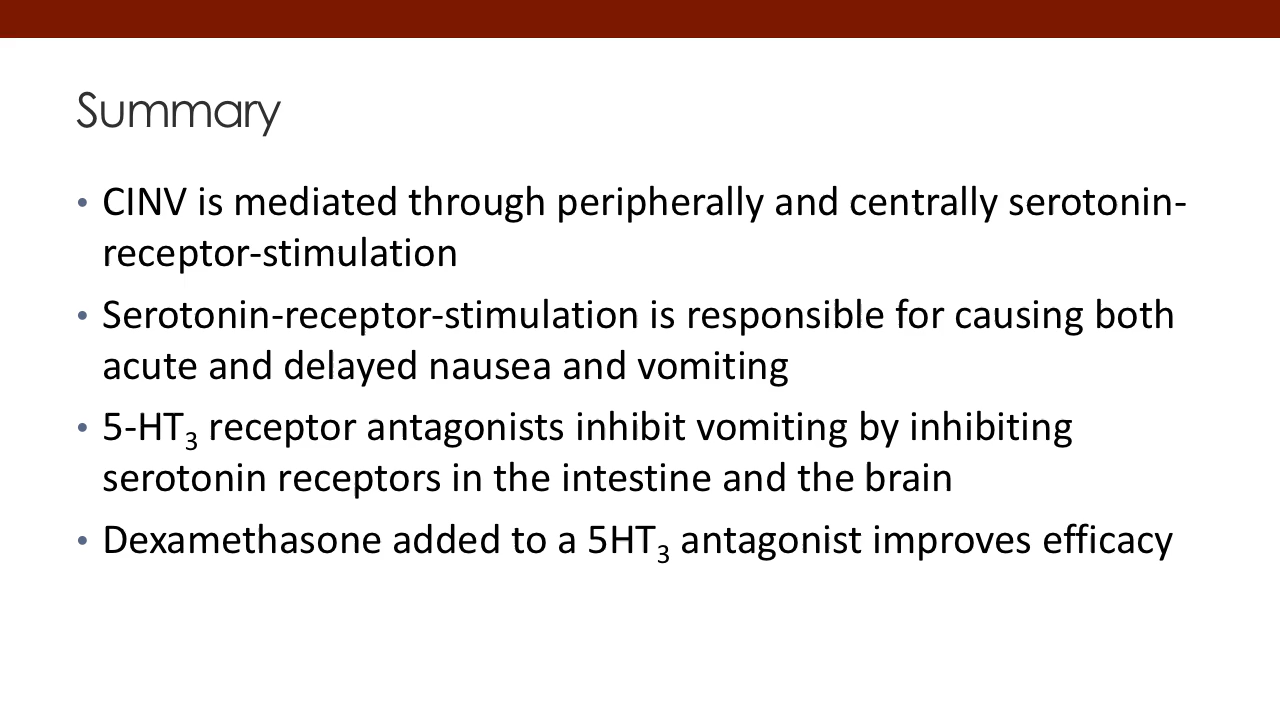 Summary
• CINV is mediated through peripherally and centrally serotonin-
receptor-stimulation
• Serotonin-receptor-stimulation is responsible for causing both
acute and delayed nausea and vomiting
• 5-HT₃ receptor antagonists inhibit vomiting by inhibiting
serotonin receptors in the intestine and the brain
• Dexamethasone added to a 5HT₃ antagonist improves efficacy